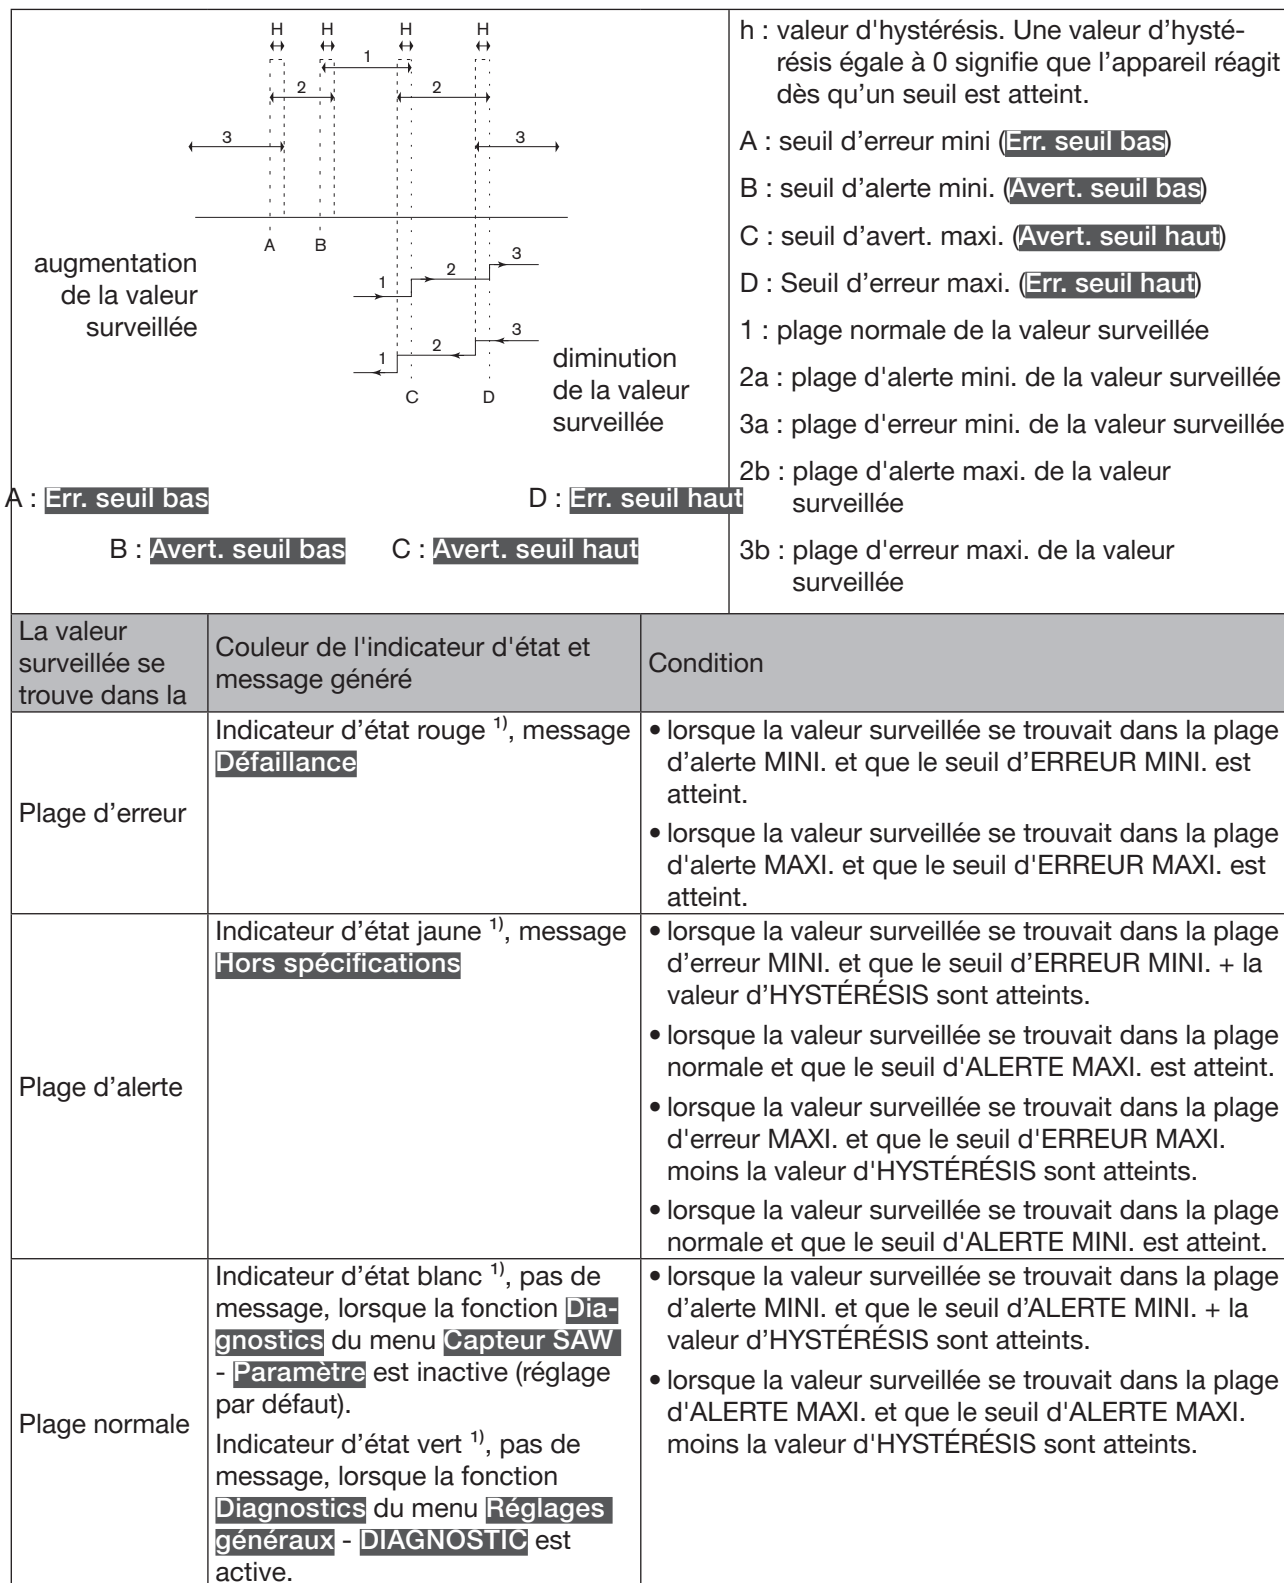 H H H H
1
2 2
3 3
A B
augmentation
de la valeur
surveillée
1 2 3
1 2 3
C D
diminution
de la valeur
surveillée
A : Err. seuil bas
D : Err. seuil haut
B : Avert. seuil bas
C : Avert. seuil haut
h : valeur d'hystérésis. Une valeur d’hysté-
résis égale à 0 signifie que l’appareil réagit
dès qu’un seuil est atteint.
A : seuil d’erreur mini (Err. seuil bas)
B : seuil d’alerte mini. (Avert. seuil bas)
C : seuil d’avert. maxi. (Avert. seuil haut)
D : Seuil d’erreur maxi. (Err. seuil haut)
1 : plage normale de la valeur surveillée
2a : plage d'alerte mini. de la valeur surveillée
3a : plage d'erreur mini. de la valeur surveillée
2b : plage d'alerte maxi. de la valeur
surveillée
3b : plage d'erreur maxi. de la valeur
surveillée
La valeur
surveillée se
trouve dans la
Couleur de l'indicateur d'état et
message généré
Condition
Plage d’erreur
Indicateur d’état rouge 1), message
Défaillance
• lorsque la valeur surveillée se trouvait dans la plage
d’alerte MINI. et que le seuil d’ERREUR MINI. est
atteint.
• lorsque la valeur surveillée se trouvait dans la plage
d'alerte MAXI. et que le seuil d'ERREUR MAXI. est
atteint.
Plage d’alerte
Indicateur d’état jaune 1), message
Hors spécifications
• lorsque la valeur surveillée se trouvait dans la plage
d’erreur MINI. et que le seuil d’ERREUR MINI. + la
valeur d’HYSTÉRÉSIS sont atteints.
• lorsque la valeur surveillée se trouvait dans la plage
normale et que le seuil d'ALERTE MAXI. est atteint.
• lorsque la valeur surveillée se trouvait dans la plage
d'erreur MAXI. et que le seuil d'ERREUR MAXI.
moins la valeur d'HYSTÉRÉSIS sont atteints.
• lorsque la valeur surveillée se trouvait dans la plage
normale et que le seuil d'ALERTE MINI. est atteint.
Plage normale
Indicateur d’état blanc 1), pas de
message, lorsque la fonction Dia-
gnostics du menu Capteur SAW
- Paramètre est inactive (réglage
par défaut).
Indicateur d’état vert 1), pas de
message, lorsque la fonction
Diagnostics du menu Réglages
généraux - DIAGNOSTIC est
active.
• lorsque la valeur surveillée se trouvait dans la plage
d’alerte MINI. et que le seuil d’ALERTE MINI. + la
valeur d’HYSTÉRÉSIS sont atteints.
• lorsque la valeur surveillée se trouvait dans la plage
d'ALERTE MAXI. et que le seuil d'ALERTE MAXI.
moins la valeur d'HYSTÉRÉSIS sont atteints.